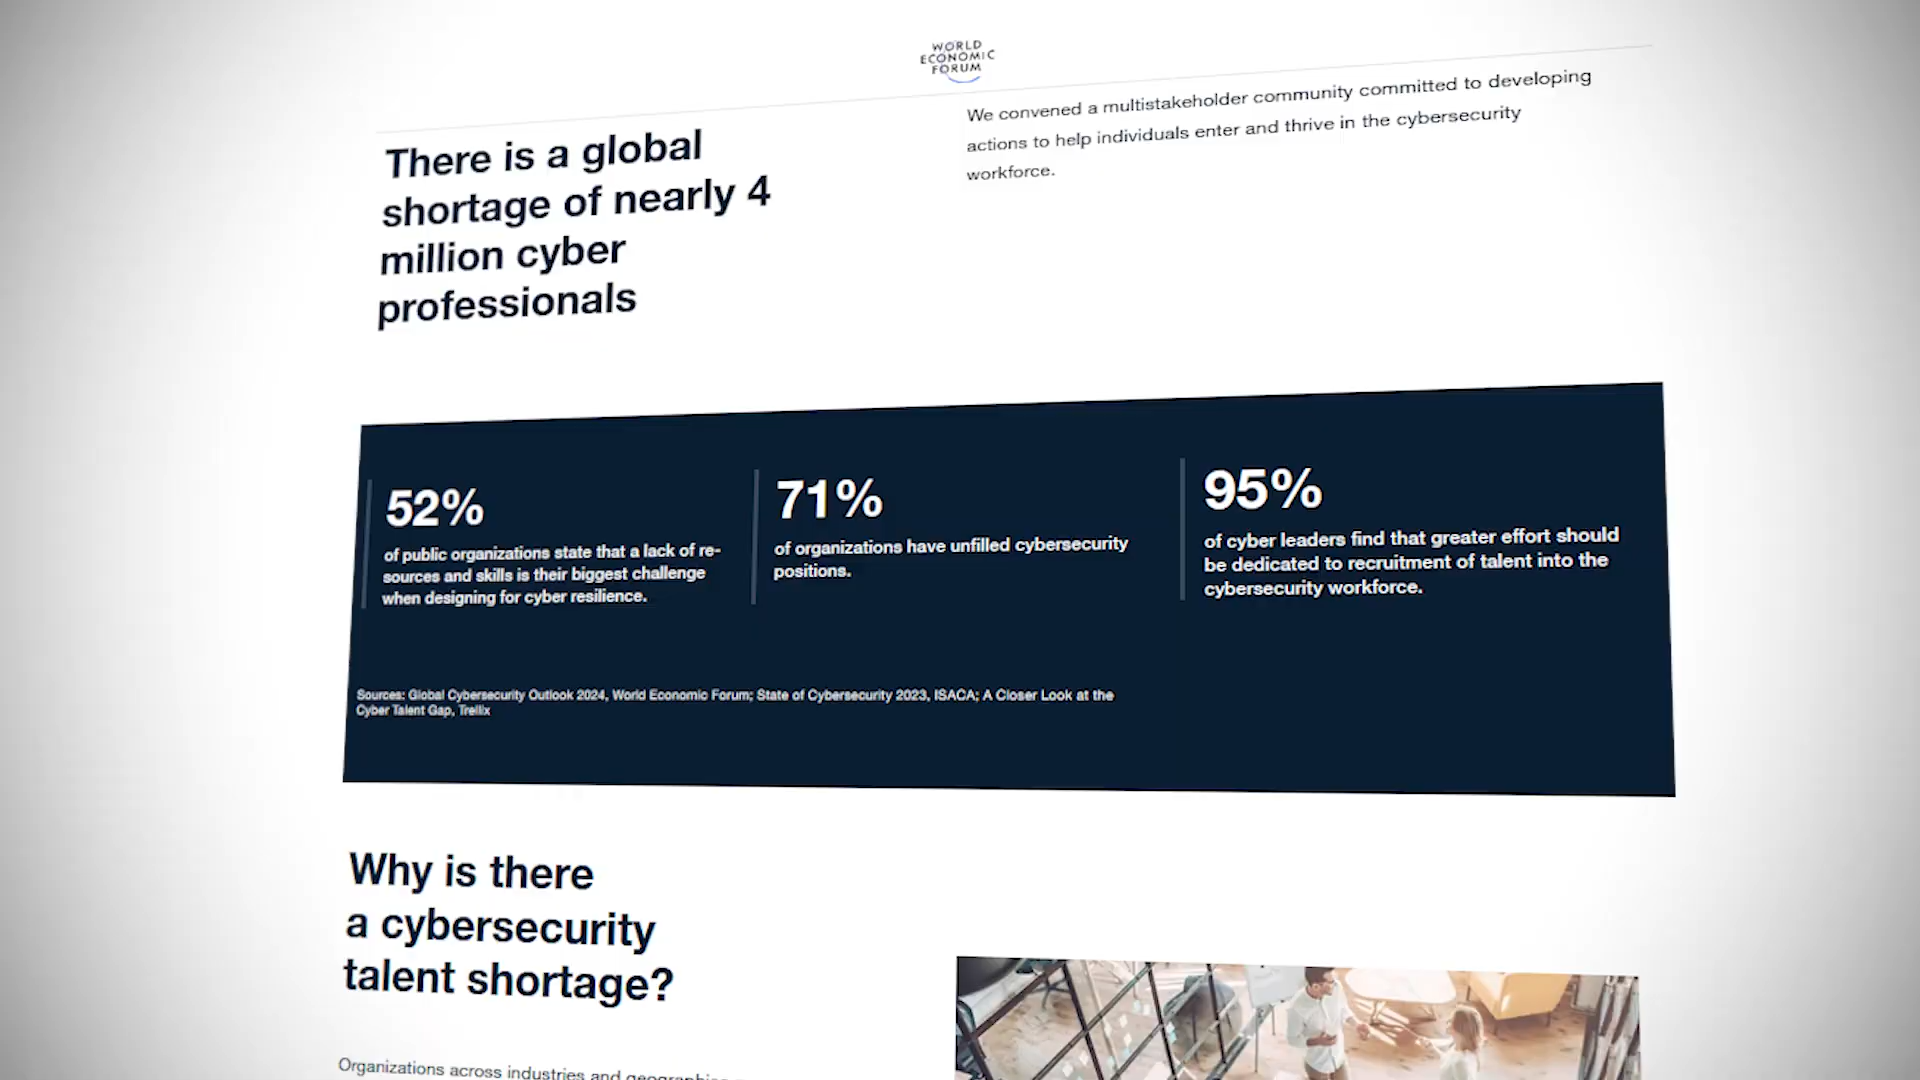 WORLD
ECONOMIC
FORUM
There is a global
shortage of nearly 4
million cyber
professionals
We convened a multistakeholder community committed to developing
actions to help individuals enter and thrive in the cybersecurity
workforce.
52%
of public organizations state that a lack of re-
sources and skills is their biggest challenge
when designing for cyber resilience.
71%
of organizations have unfilled cybersecurity
positions.
95%
of cyber leaders find that greater effort should
be dedicated to recruitment of talent into the
cybersecurity workforce.
Sources: Global Cybersecurity Outlook 2024, World Economic Forum; State of Cybersecurity 2023, ISACA; A Closer Look at the
Cyber Talent Gap, Trellix
Why is there
a cybersecurity
talent shortage?
Organizations across industries and geographies